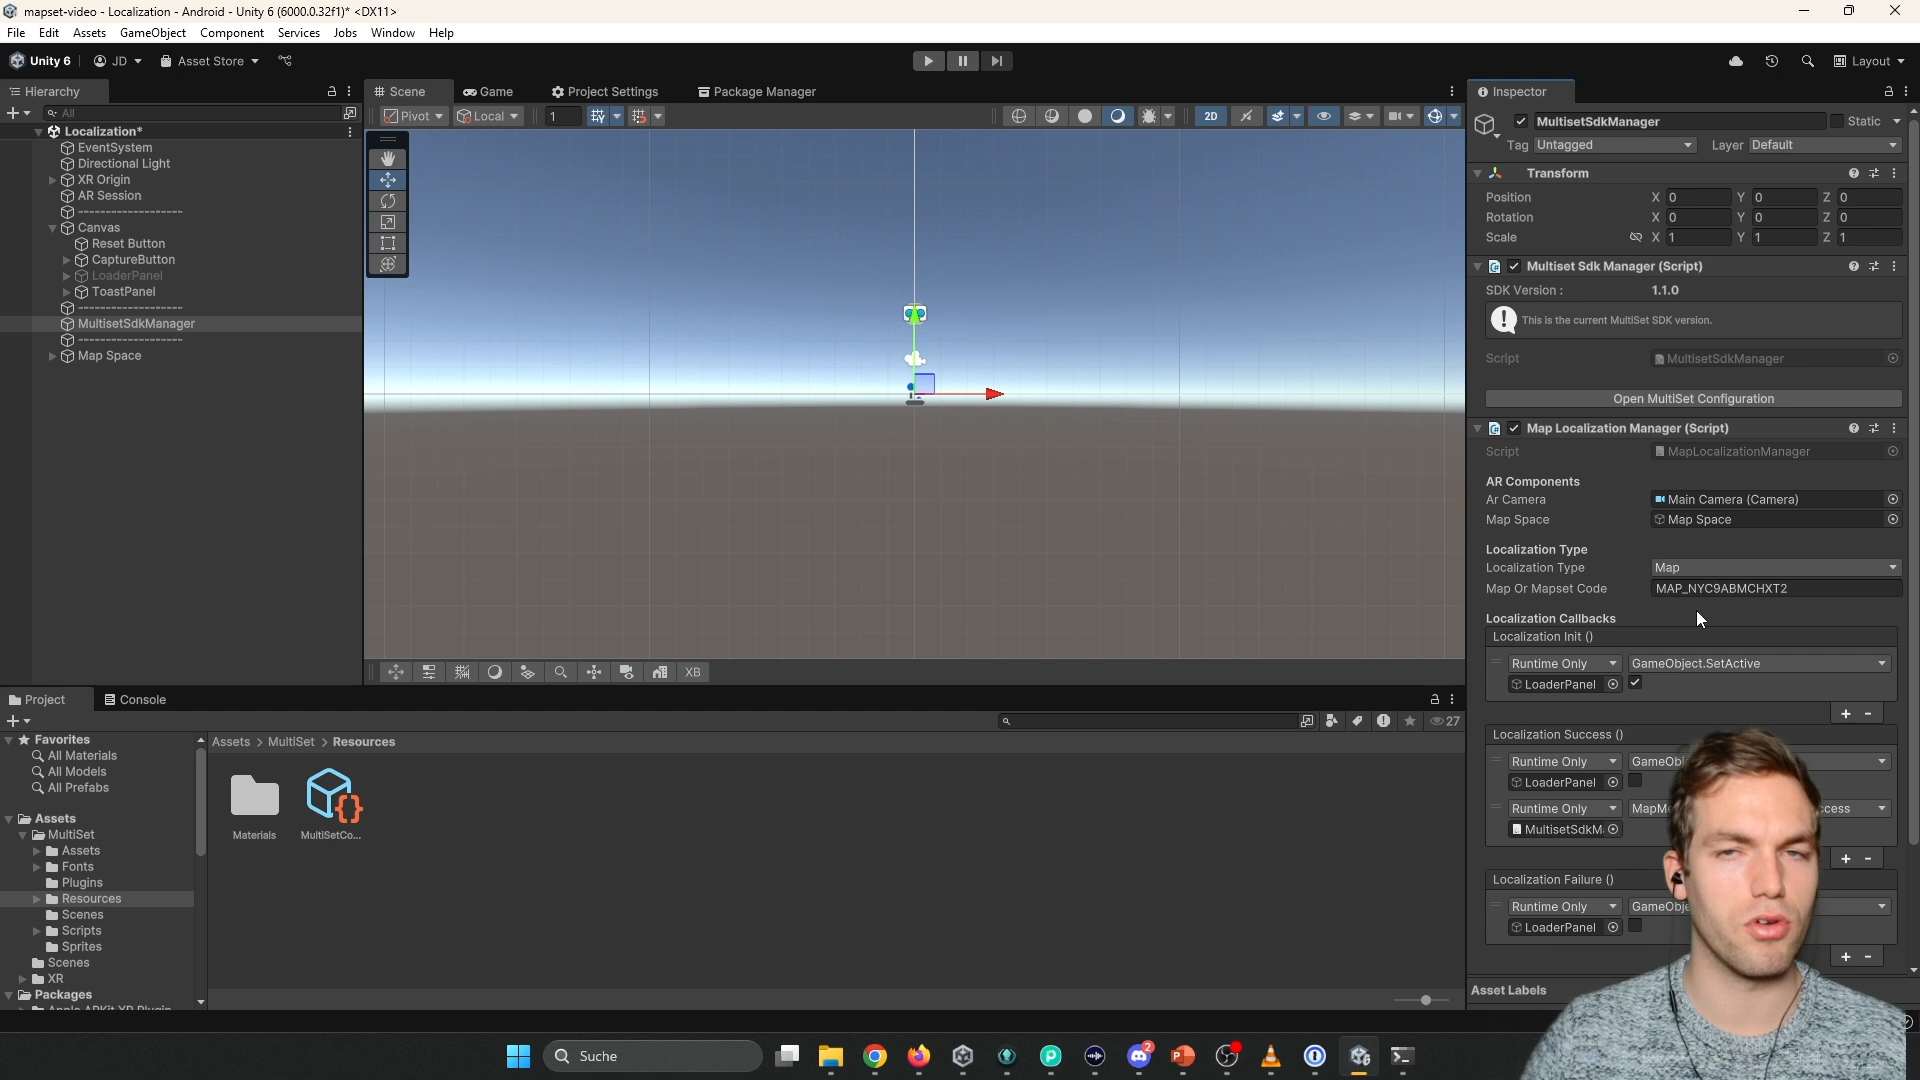 mapset-video - Localization - Android - Unity 6 (6000.0.32f1)* <DX11>
File Edit Assets GameObject Component Services Jobs Window Help
Unity 6 JD Asset Store Layout
Hierarchy
All
Localization*
EventSystem
Directional Light
XR Origin
AR Session
--------------------
Canvas
Reset Button
CaptureButton
LoaderPanel
ToastPanel
--------------------
MultisetSdkManager
--------------------
Map Space
Scene Game Project Settings Package Manager
Pivot Local 1 2D
XB
Inspector
MultisetSdkManager Static
Tag Untagged Layer Default
Transform
Position X 0 Y 0 Z 0
Rotation X 0 Y 0 Z 0
Scale X 1 Y 1 Z 1
Multiset Sdk Manager (Script)
SDK Version : 1.1.0
This is the current MultiSet SDK version.
Script MultisetSdkManager
Open MultiSet Configuration
Map Localization Manager (Script)
Script MapLocalizationManager
AR Components
Ar Camera Main Camera (Camera)
Map Space Map Space
Localization Type
Localization Type Map
Map Or Mapset Code MAP_NYC9ABMCHXT2
Localization Callbacks
Localization Init ()
Runtime Only GameObject.SetActive
LoaderPanel
+ -
Localization Success ()
Runtime Only GameObj
LoaderPanel
Runtime Only MapMe ccess
MultisetSdkM
+ -
Localization Failure ()
Runtime Only GameObje
LoaderPanel
+ -
Asset Labels
Project Console
27
Favorites
All Materials
All Models
All Prefabs
Assets
MultiSet
Assets
Fonts
Plugins
Resources
Scenes
Scripts
Sprites
Scenes
XR
Packages
Apple ARKit XR Plugin
Assets > MultiSet > Resources
Materials MultiSetCo...
Suche
2